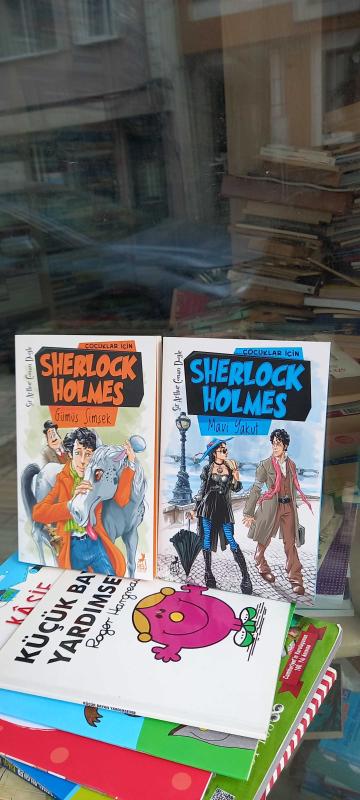 ÇOCUKLAR İÇİN
SHERLOCK
HOLMES
Gümüş Şimşek
Sir Arthur Conan Doyle
ÇOCUKLAR İÇİN
SHERLOCK
HOLMES
Mavi Yakut
Sir Arthur Conan Doyle
KÜÇÜK BA
YARDIMSE
Roger Hargrea